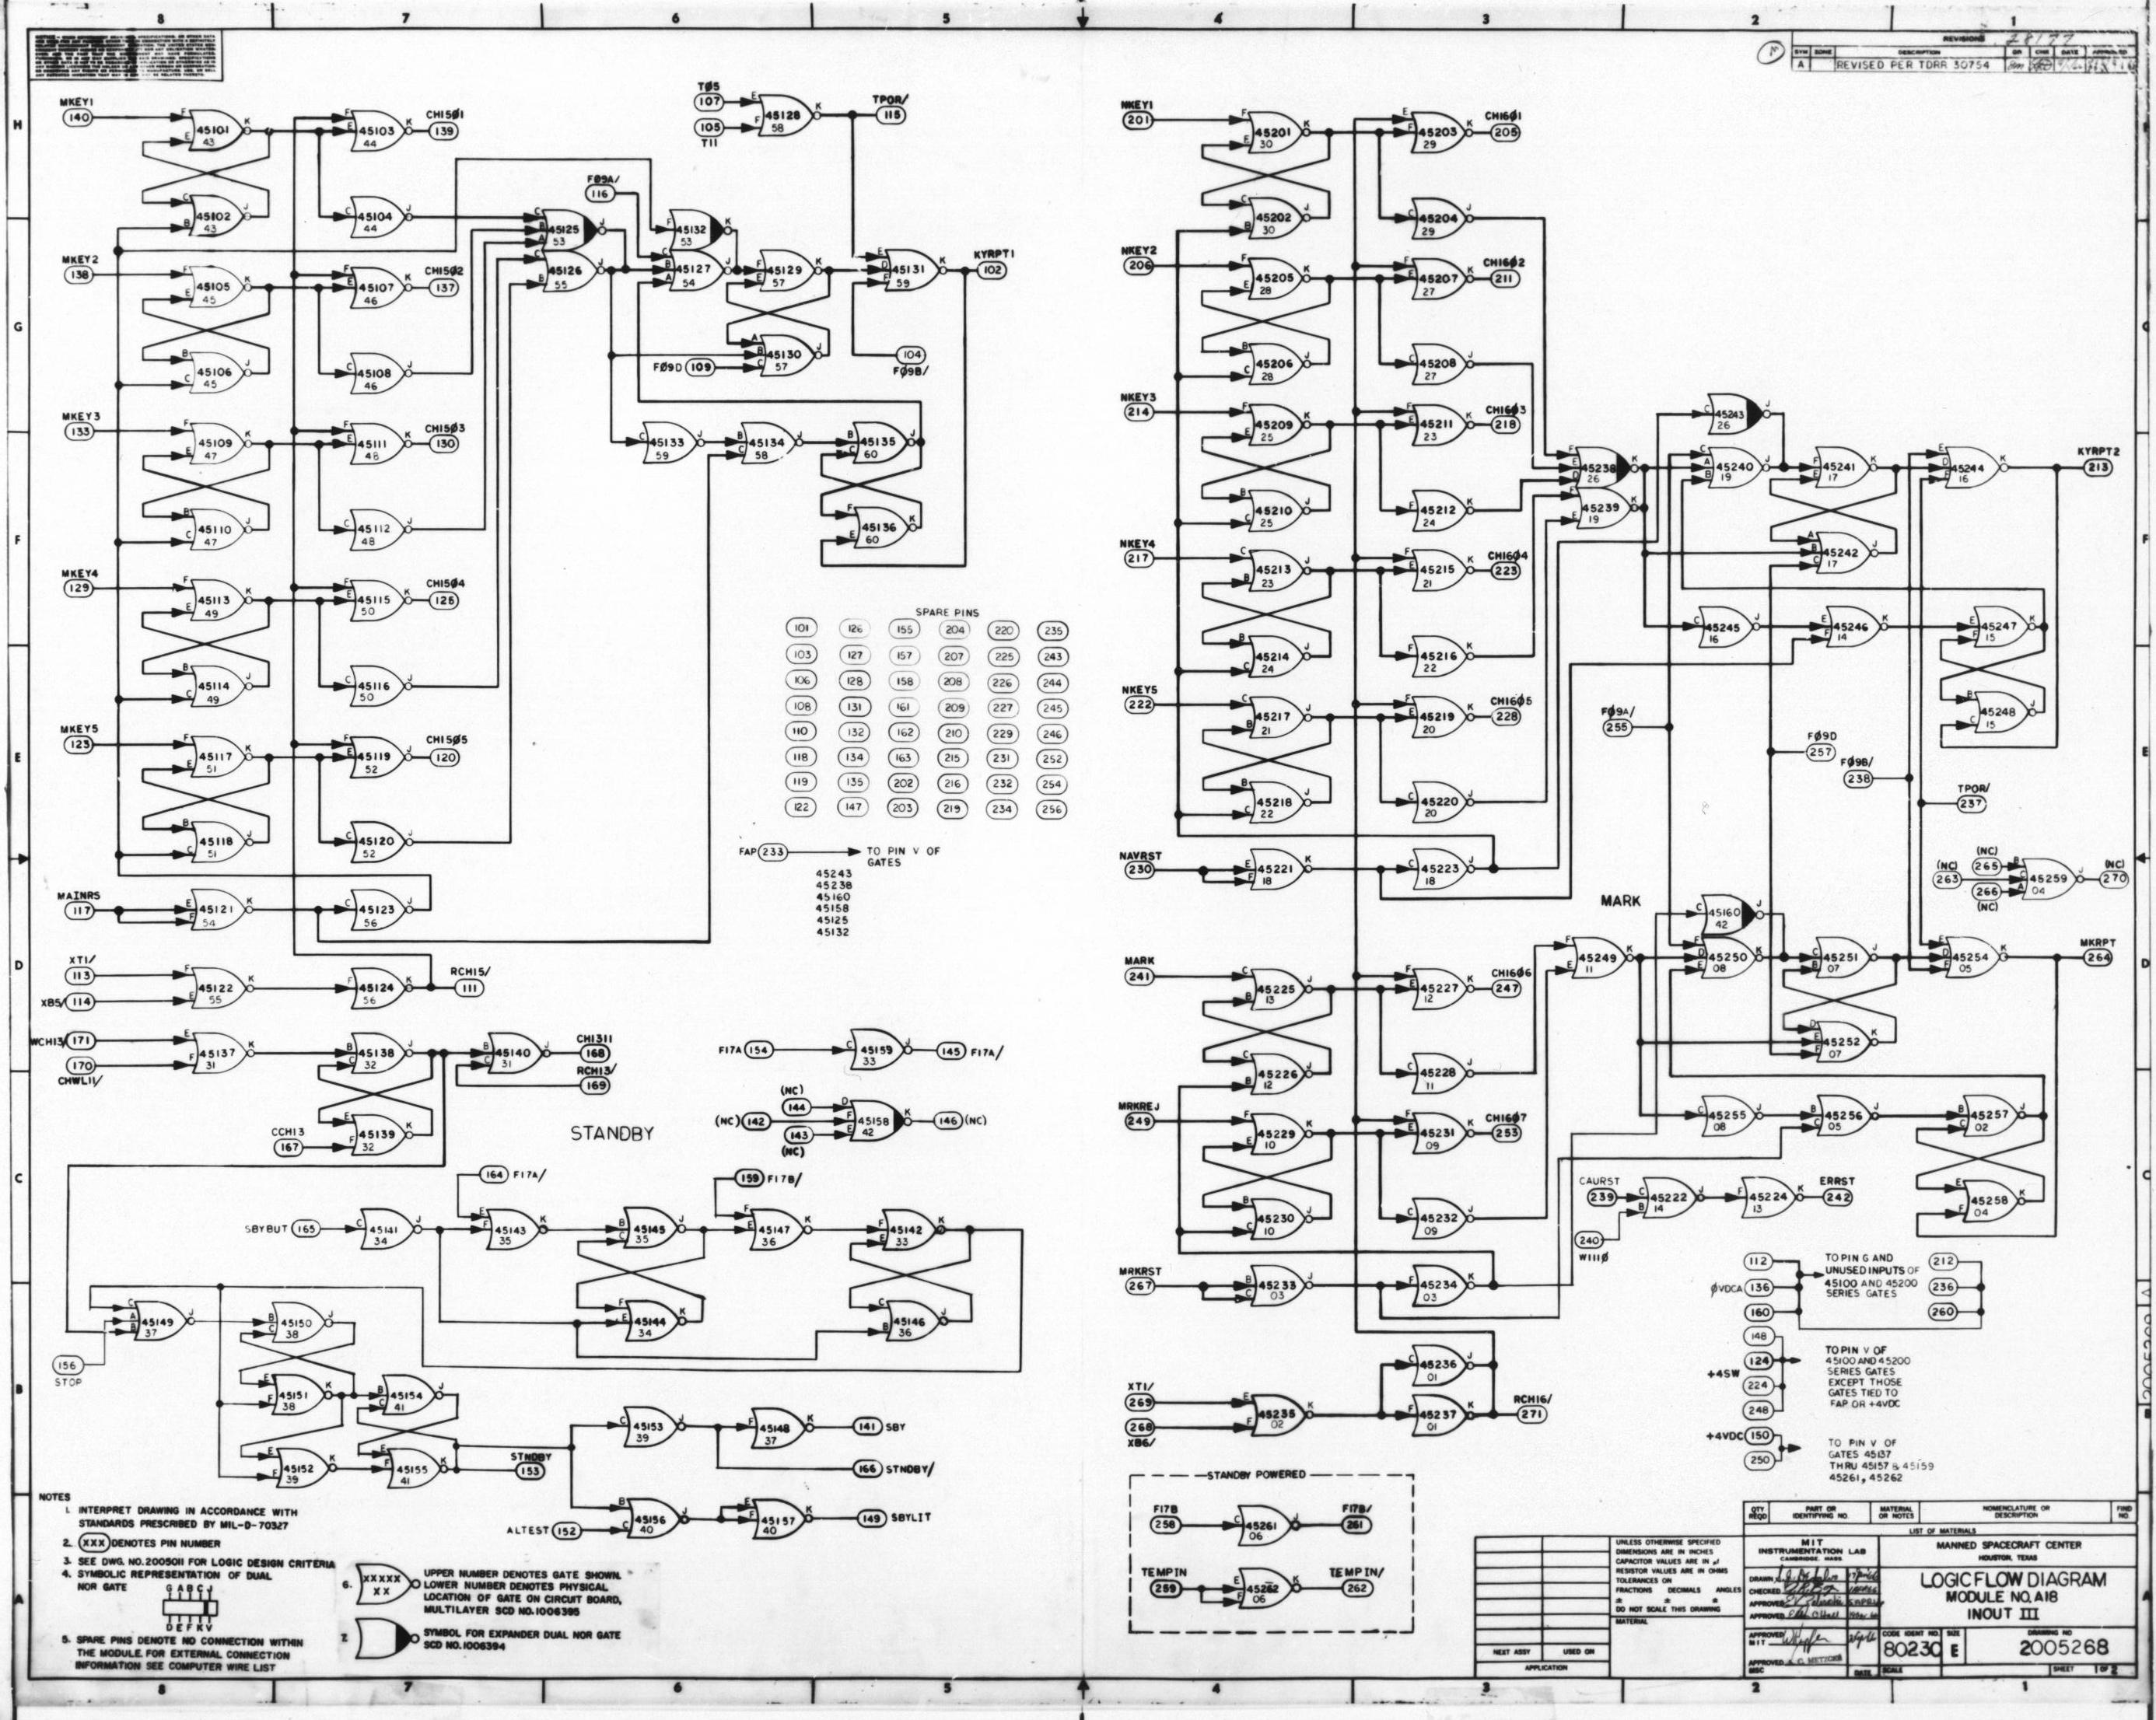 8 7 6 5 4 3 2 1
REVISIONS
SYM ZONE DESCRIPTION DR CHK DATE APPROVED
A REVISED PER TDRR 30754
H
G
F
E
D
C
B
A
MKEY1
140
45101
43
45102
43
45103
44
CH15Ø1
139
45104
44
MKEY2
138
45105
45
45106
45
45107
46
CH15Ø2
137
45108
46
MKEY3
133
45109
47
45110
47
45111
48
CH15Ø3
130
45112
48
MKEY4
129
45113
49
45114
49
45115
50
CH15Ø4
45116
50
MKEY5
123
45117
51
45118
51
45119
52
CH15Ø5
120
45120
52
MAINRS
117
45121
54
45123
56
XT1/
113
XB5/ 114
45122
55
45124
56
RCH15/
111
TØ5
107
105
T11
45128
58
TPOR/
115
FØ9A/
116
45125
53
45126
55
45132
53
45127
54
45129
57
45130
57
FØ9D 109
45131
59
KYRPT1
102
104
FØ9B/
45133
59
45134
58
45135
60
45136
60
SPARE PINS
101 126 155 204 220 235
103 127 157 207 225 243
106 128 158 208 226 244
108 131 161 209 227 245
110 132 162 210 229 246
118 134 163 215 231 252
119 135 202 216 232 254
122 147 203 219 234 256
FAP 233 TO PIN V OF
GATES
45243
45238
45160
45158
45125
45132
WCH13/ 171
170
CHWL11/
45137
31
45138
32
45139
32
CCH13
167
45140
31
CH1311
168
RCH13/
169
STANDBY
F17A 154
45159
33
145 F17A/
(NC)
144
(NC) 142
143
(NC)
45158
42
146 (NC)
164 F17A/
159 F17B/
SBYBUT 165
45141
34
45143
35
45145
35
45147
36
45142
33
45144
34
45146
36
45149
37
156
STOP
45150
38
45151
38
45152
39
45154
41
45155
41
STNDBY
153
45153
39
45148
37
141 SBY
166 STNDBY/
ALTEST 152
45156
40
45157
40
149 SBYLIT
NKEY1
201
45201
30
45202
30
45203
29
CH16Ø1
205
45204
29
NKEY2
206
45205
28
45206
28
45207
27
CH16Ø2
211
45208
27
NKEY3
214
45209
25
45210
25
45211
23
CH16Ø3
218
45212
24
NKEY4
217
45213
23
45214
24
45215
21
CH16Ø4
223
45216
22
NKEY5
222
45217
21
45218
22
45219
20
CH16Ø5
228
45220
20
NAVRST
230
45221
18
45223
18
45238
26
45239
19
45243
26
45240
19
45241
17
45242
17
45244
16
KYRPT2
213
45245
16
45246
14
45247
15
45248
15
FØ9A/
255
FØ9D
257
FØ9B/
238
TPOR/
237
(NC)
265
(NC)
263
266
(NC)
45259
04
(NC)
270
MARK
MARK
241
45225
13
45226
12
45227
12
CH16Ø6
247
45228
11
MRKREJ
249
45229
10
45230
10
45231
09
CH16Ø7
253
45232
09
MRKRST
267
45233
03
45234
03
45249
11
45160
42
45250
08
45251
07
45252
07
45254
05
MKRPT
264
45255
08
45256
05
45257
02
45258
04
CAURST
239
240
W111Ø
45222
14
45224
13
ERRST
242
XT1/
269
268
XB6/
45235
02
45236
01
45237
01
RCH16/
271
112
ØVDCA 136
160
TO PIN G AND
UNUSED INPUTS OF
45100 AND 45200
SERIES GATES
212
236
260
148
124
+4SW
224
248
TO PIN V OF
45100 AND 45200
SERIES GATES
EXCEPT THOSE
GATES TIED TO
FAP OR +4VDC
+4VDC 150
250
TO PIN V OF
GATES 45137
THRU 45157 & 45159
45261, 45262
STANDBY POWERED
F17B
258
45261
06
F17B/
261
TEMPIN
259
45262
06
TEMPIN/
262
NOTES
1. INTERPRET DRAWING IN ACCORDANCE WITH
STANDARDS PRESCRIBED BY MIL-D-70327
2. XXX DENOTES PIN NUMBER
3. SEE DWG. NO. 2005011 FOR LOGIC DESIGN CRITERIA
4. SYMBOLIC REPRESENTATION OF DUAL
NOR GATE
G A B C J
D E F K V
5. SPARE PINS DENOTE NO CONNECTION WITHIN
THE MODULE. FOR EXTERNAL CONNECTION
INFORMATION SEE COMPUTER WIRE LIST
6. XXXXX
XX
UPPER NUMBER DENOTES GATE SHOWN.
LOWER NUMBER DENOTES PHYSICAL
LOCATION OF GATE ON CIRCUIT BOARD,
MULTILAYER SCD NO. 1006395
7. SYMBOL FOR EXPANDER DUAL NOR GATE
SCD NO. 1006394
QTY REQD PART OR IDENTIFYING NO. MATERIAL OR NOTES NOMENCLATURE OR DESCRIPTION FIND NO.
LIST OF MATERIALS
UNLESS OTHERWISE SPECIFIED
DIMENSIONS ARE IN INCHES
RESISTOR VALUES ARE IN OHMS
TOLERANCES ON
FRACTIONS DECIMALS ANGLES
DO NOT SCALE THIS DRAWING
MATERIAL
NEXT ASSY USED ON
APPLICATION
MIT
INSTRUMENTATION LAB
CAMBRIDGE, MASS
DRAWN
CHECKED
APPROVED
APPROVED
APPROVED
MIT
APPROVED
MSC
DATE
MANNED SPACECRAFT CENTER
HOUSTON, TEXAS
LOGIC FLOW DIAGRAM
MODULE NO. A18
INOUT III
CODE IDENT NO.
80230
SIZE
E
DRAWING NO
2005268
SCALE
SHEET 1 OF 2
8 7 6 5 4 3 2 1